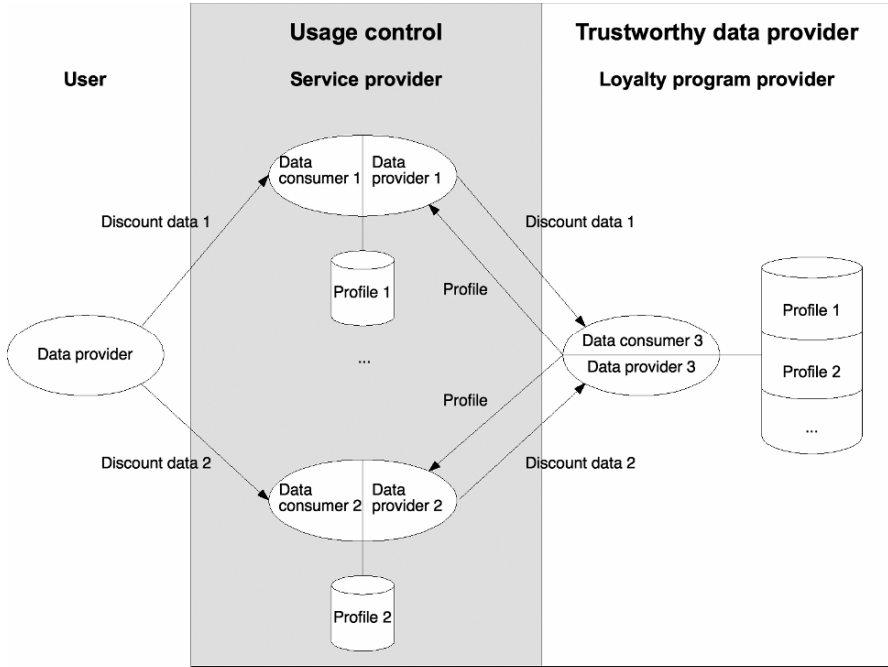 Usage control
Trustworthy data provider
User
Service provider
Loyalty program provider
Data
consumer 1
Data
provider 1
Discount data 1
Discount data 1
Profile 1
Profile
Profile 1
Data consumer 3
Data provider
...
Data provider 3
Profile 2
Profile
...
Discount data 2
Discount data 2
Data
consumer 2
Data
provider 2
Profile 2